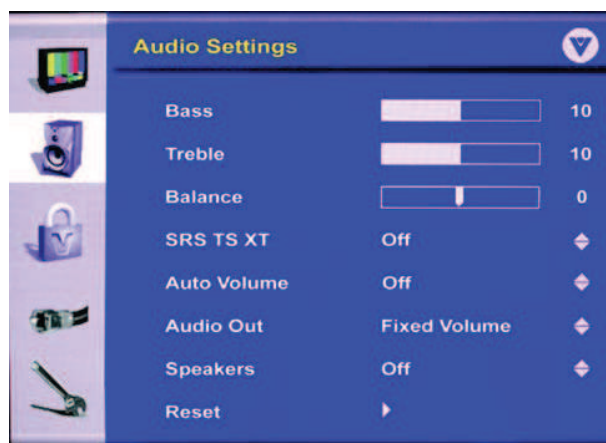 Audio Settings
Bass 10
Treble 10
Balance 0
SRS TS XT Off
Auto Volume Off
Audio Out Fixed Volume
Speakers Off
Reset